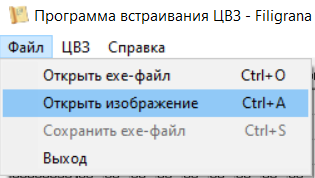 Программа встраивания ЦВЗ - Filigrana
Файл ЦВЗ Справка
Открыть exe-файл Ctrl+O
Открыть изображение Ctrl+A
Сохранить exe-файл Ctrl+S
Выход